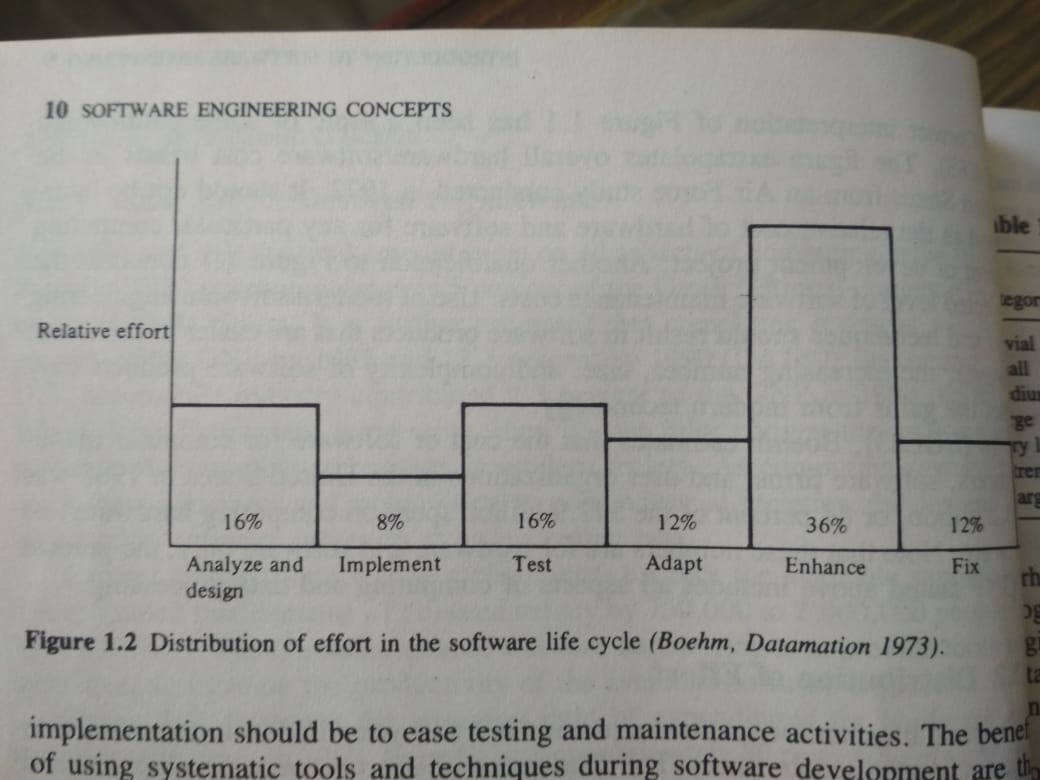 10 SOFTWARE ENGINEERING CONCEPTS
Relative effort
16% 8% 16% 12% 36% 12%
Analyze and Implement Test Adapt Enhance Fix
design
Figure 1.2 Distribution of effort in the software life cycle (Boehm, Datamation 1973).
implementation should be to ease testing and maintenance activities. The
of using systematic tools and techniques during software development are